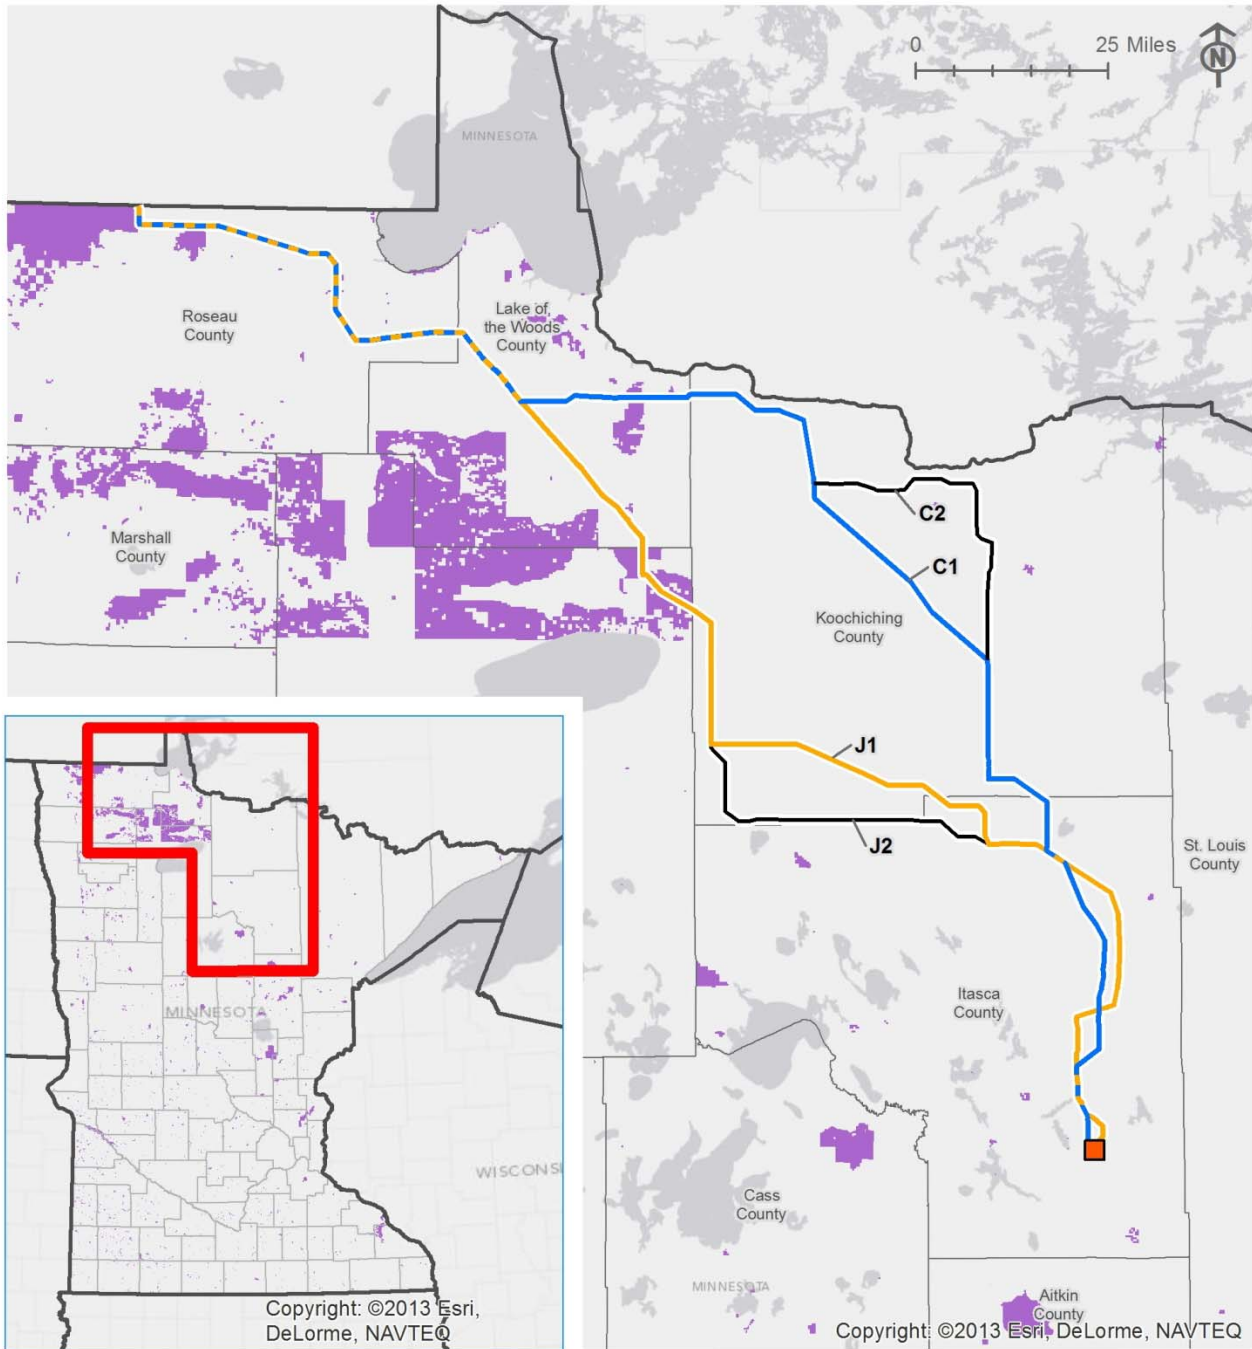 0 25 Miles
N
MINNESOTA
Roseau
County
Lake of
the Woods
County
Marshall
County
C2
C1
Koochiching
County
J1
J2
St. Louis
County
Itasca
County
Cass
County
MINNESOTA
Aitkin
County
Copyright: ©2013 Esri, DeLorme, NAVTEQ
MINNESOTA
WISCONSI
Copyright: ©2013 Esri,
DeLorme, NAVTEQ